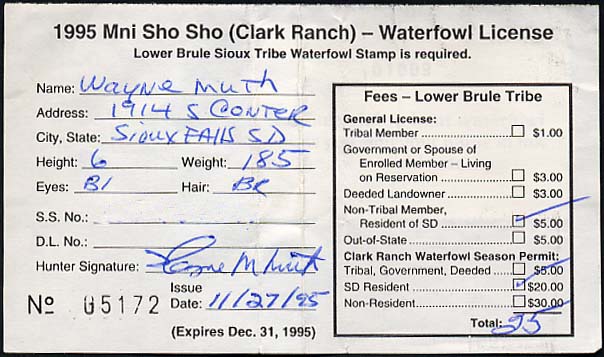 1995 Mni Sho Sho (Clark Ranch) – Waterfowl License
Lower Brule Sioux Tribe Waterfowl Stamp is required.
Name: Wayne Muth
Address: 1914 S CONTER
City, State: Sioux FAllS SD
Height: 6 Weight: 185
Eyes: Bl Hair: BR
S.S. No.:
D.L. No.:
Hunter Signature: Wayne M Muth
Issue
Date: 11/27/95
No 05172
(Expires Dec. 31, 1995)
Fees – Lower Brule Tribe
General License:
Tribal Member $1.00
Government or Spouse of
Enrolled Member – Living
on Reservation $3.00
Deeded Landowner $3.00
Non-Tribal Member,
Resident of SD $5.00
Out-of-State $5.00
Clark Ranch Waterfowl Season Permit:
Tribal, Government, Deeded $5.00
SD Resident $20.00
Non-Resident $30.00
Total: